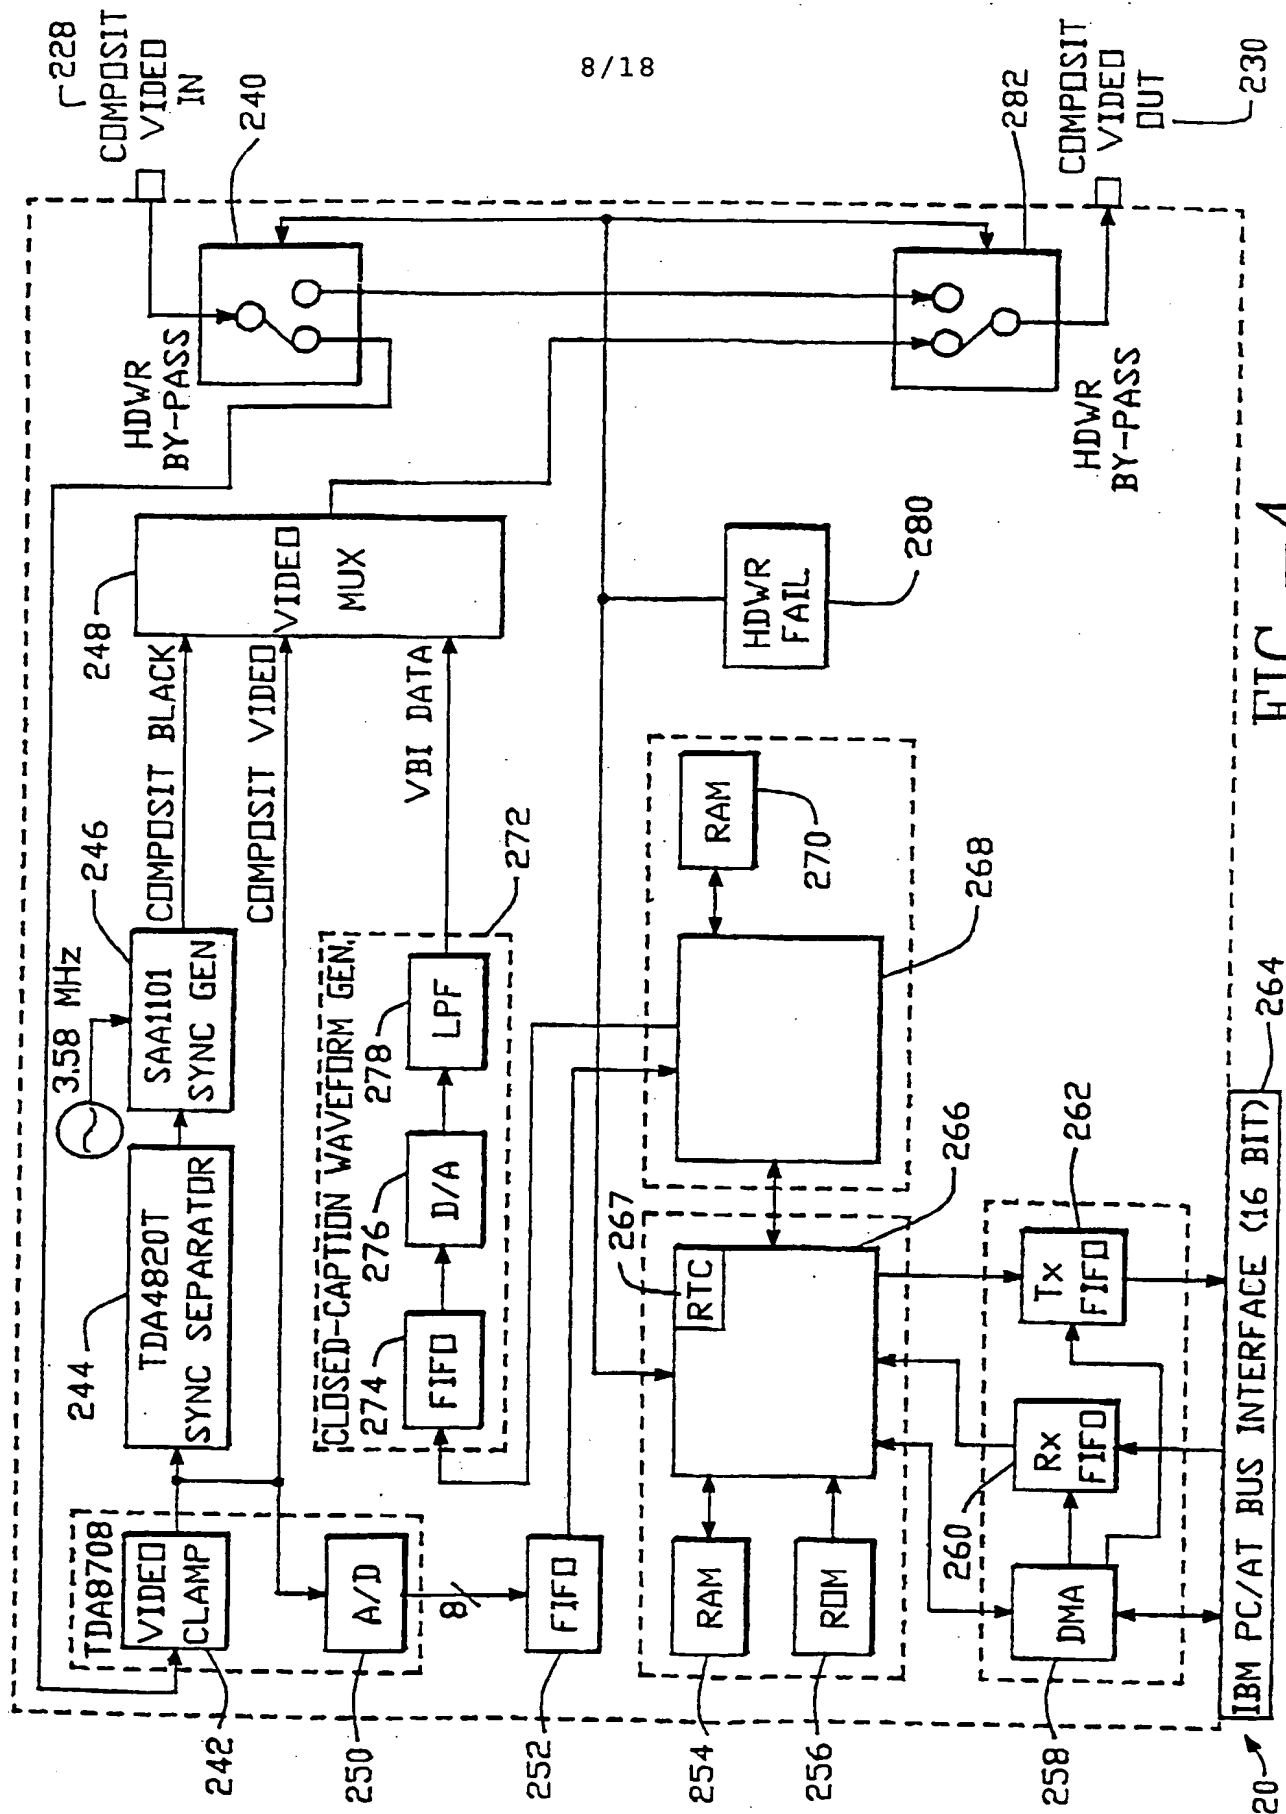 8/18
228
COMPOSIT
VIDEO
IN
240
HDWR
BY-PASS
282
COMPOSIT
VIDEO
OUT
230
HDWR
BY-PASS
248
VIDEO
MUX
COMPOSIT BLACK
COMPOSIT VIDEO
VBI DATA
246
3.58 MHz
SAA1101
SYNC GEN
244
TDA4820T
SYNC SEPARATOR
TDA8708
VIDEO
CLAMP
242
A/D
250
8
FIFO
252
CLOSED-CAPTION WAVEFORM GEN.
272
274
FIFO
276
D/A
278
LPF
HDWR
FAIL
280
RAM
270
268
267
RTC
266
RAM
254
ROM
256
DMA
258
260
Rx
FIFO
Tx
FIFO
262
IBM PC/AT BUS INTERFACE (16 BIT)
264
20